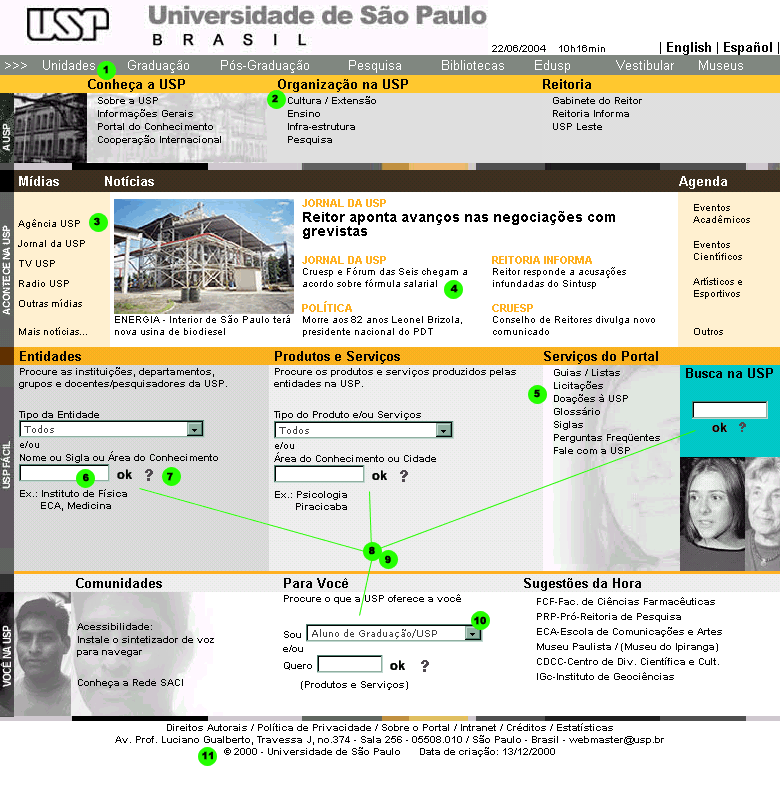 USP
Universidade de São Paulo
BRASIL
22/06/2004 10h16min | English | Español |
>>> Unidades 1 Graduação Pós-Graduação Pesquisa Bibliotecas Edusp Vestibular Museus
A USP
Conheça a USP
Sobre a USP
Informações Gerais
Portal do Conhecimento
Cooperação Internacional
Organização na USP
2 Cultura / Extensão
Ensino
Infra-estrutura
Pesquisa
Reitoria
Gabinete do Reitor
Reitoria Informa
USP Leste
ACONTECE NA USP
Mídias
Agência USP 3
Jornal da USP
TV USP
Radio USP
Outras mídias
Mais notícias...
Notícias
ENERGIA - Interior de São Paulo terá
nova usina de biodiesel
JORNAL DA USP
Reitor aponta avanços nas negociações com
grevistas
JORNAL DA USP
Cruesp e Fórum das Seis chegam a
acordo sobre fórmula salarial 4
REITORIA INFORMA
Reitor responde a acusações
infundadas do Sintusp
POLÍTICA
Morre aos 82 anos Leonel Brizola,
presidente nacional do PDT
CRUESP
Conselho de Reitores divulga novo
comunicado
Agenda
Eventos
Acadêmicos
Eventos
Científicos
Artísticos e
Esportivos
Outros
USP FÁCIL
Entidades
Procure as instituições, departamentos,
grupos e docentes/pesquisadores da USP.
Tipo da Entidade
Todos
e/ou
Nome ou Sigla ou Área do Conhecimento
6 ok ? 7
Ex.: Instituto de Física
ECA, Medicina
Produtos e Serviços
Procure os produtos e serviços produzidos pelas
entidades na USP.
Tipo do Produto e/ou Serviços
Todos
e/ou
Área do Conhecimento ou Cidade
ok ?
Ex.: Psicologia
Piracicaba
8 9
Serviços do Portal
Guias / Listas
Licitações
5 Doações à USP
Glossário
Siglas
Perguntas Freqüentes
Fale com a USP
Busca na USP
ok ?
VOCÊ NA USP
Comunidades
Acessibilidade:
Instale o sintetizador de voz
para navegar
Conheça a Rede SACI
Para Você
Procure o que a USP oferece a você
10
Sou Aluno de Graduação/USP
e/ou
Quero ok ?
(Produtos e Serviços)
Sugestões da Hora
FCF-Fac. de Ciências Farmacêuticas
PRP-Pró-Reitoria de Pesquisa
ECA-Escola de Comunicações e Artes
Museu Paulista / (Museu do Ipiranga)
CDCC-Centro de Div. Científica e Cult.
IGc-Instituto de Geociências
Direitos Autorais / Política de Privacidade / Sobre o Portal / Intranet / Créditos / Estatísticas
Av. Prof. Luciano Gualberto, Travessa J, no.374 - Sala 256 - 05508.010 / São Paulo - Brasil - webmaster@usp.br
11 © 2000 - Universidade de São Paulo Data de criação: 13/12/2000